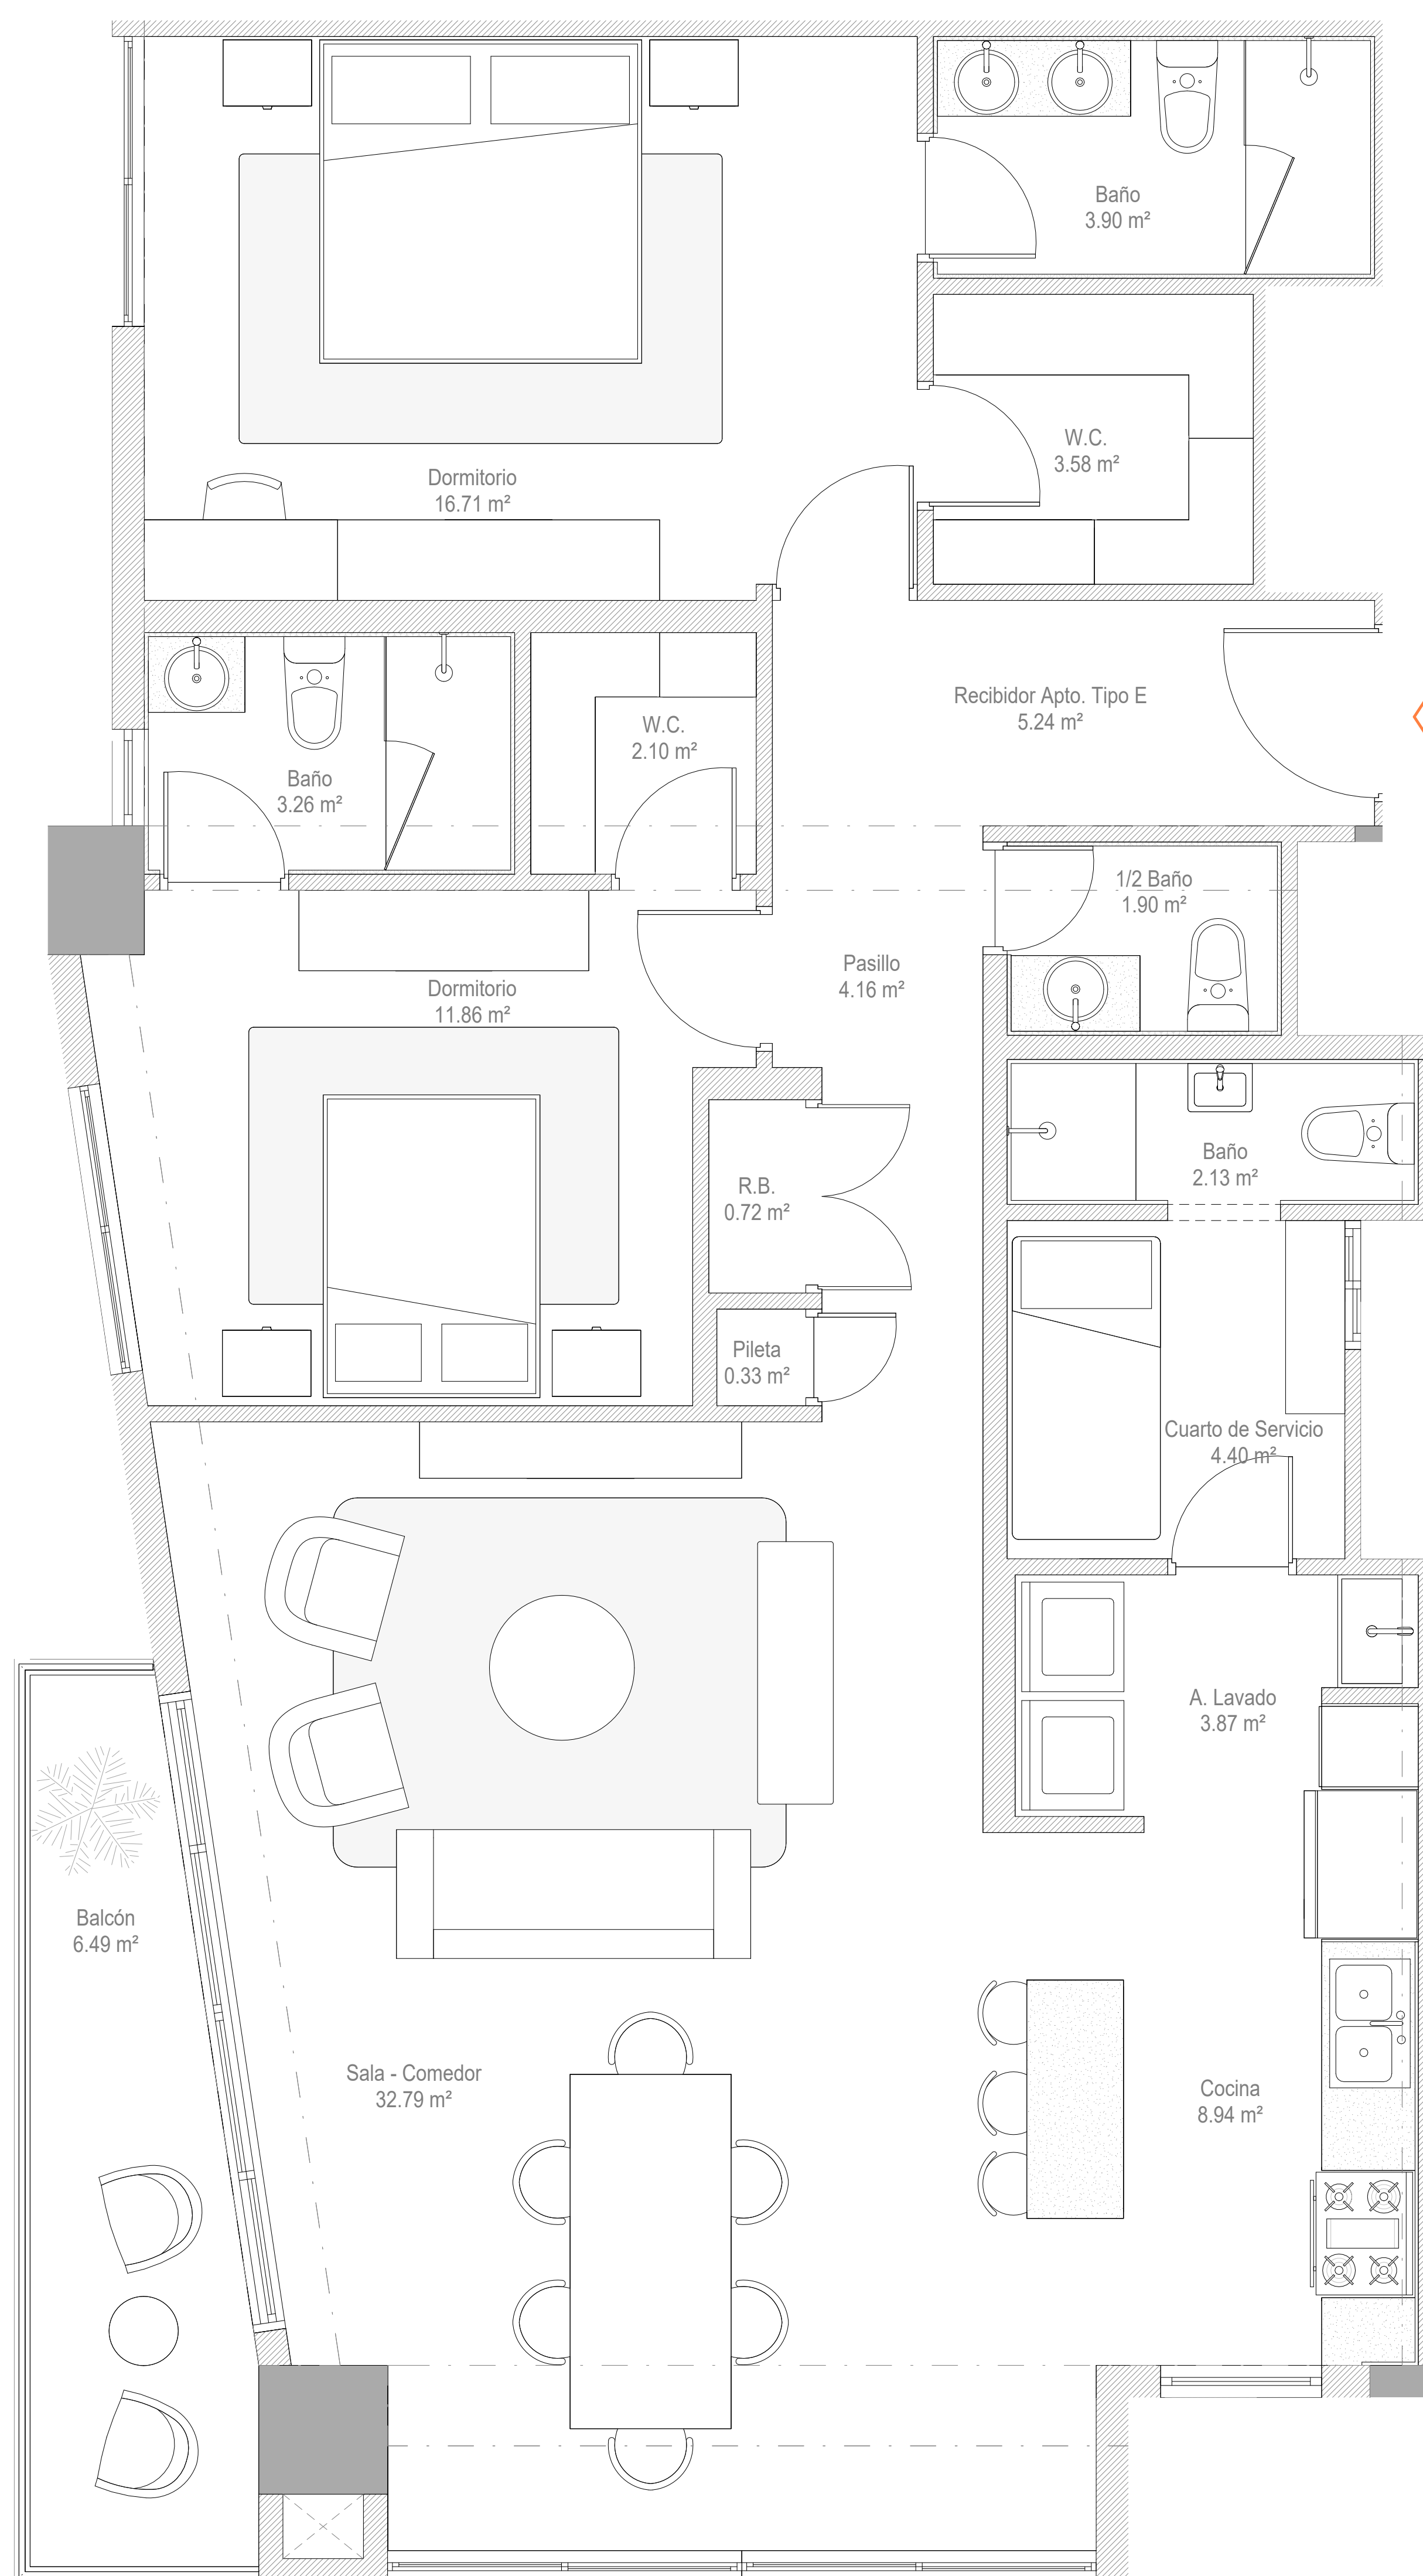 Baño
3.90 m²
W.C.
3.58 m²
Dormitorio
16.71 m²
Recibidor Apto. Tipo E
5.24 m²
W.C.
2.10 m²
Baño
3.26 m²
1/2 Baño
1.90 m²
Pasillo
4.16 m²
Dormitorio
11.86 m²
Baño
2.13 m²
R.B.
0.72 m²
Pileta
0.33 m²
Cuarto de Servicio
4.40 m²
A. Lavado
3.87 m²
Balcón
6.49 m²
Sala - Comedor
32.79 m²
Cocina
8.94 m²